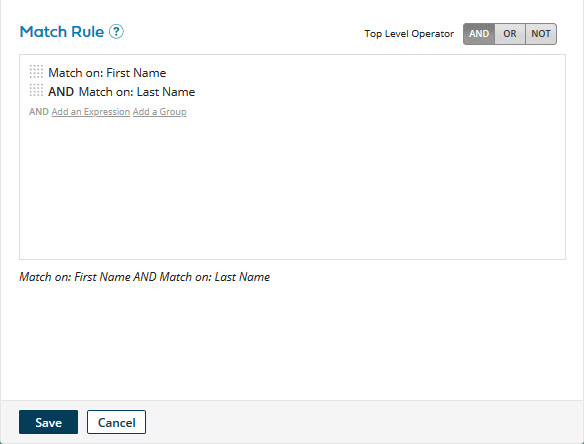 Match Rule ?
Top Level Operator AND OR NOT
Match on: First Name
AND Match on: Last Name
AND Add an Expression Add a Group
Match on: First Name AND Match on: Last Name
Save Cancel